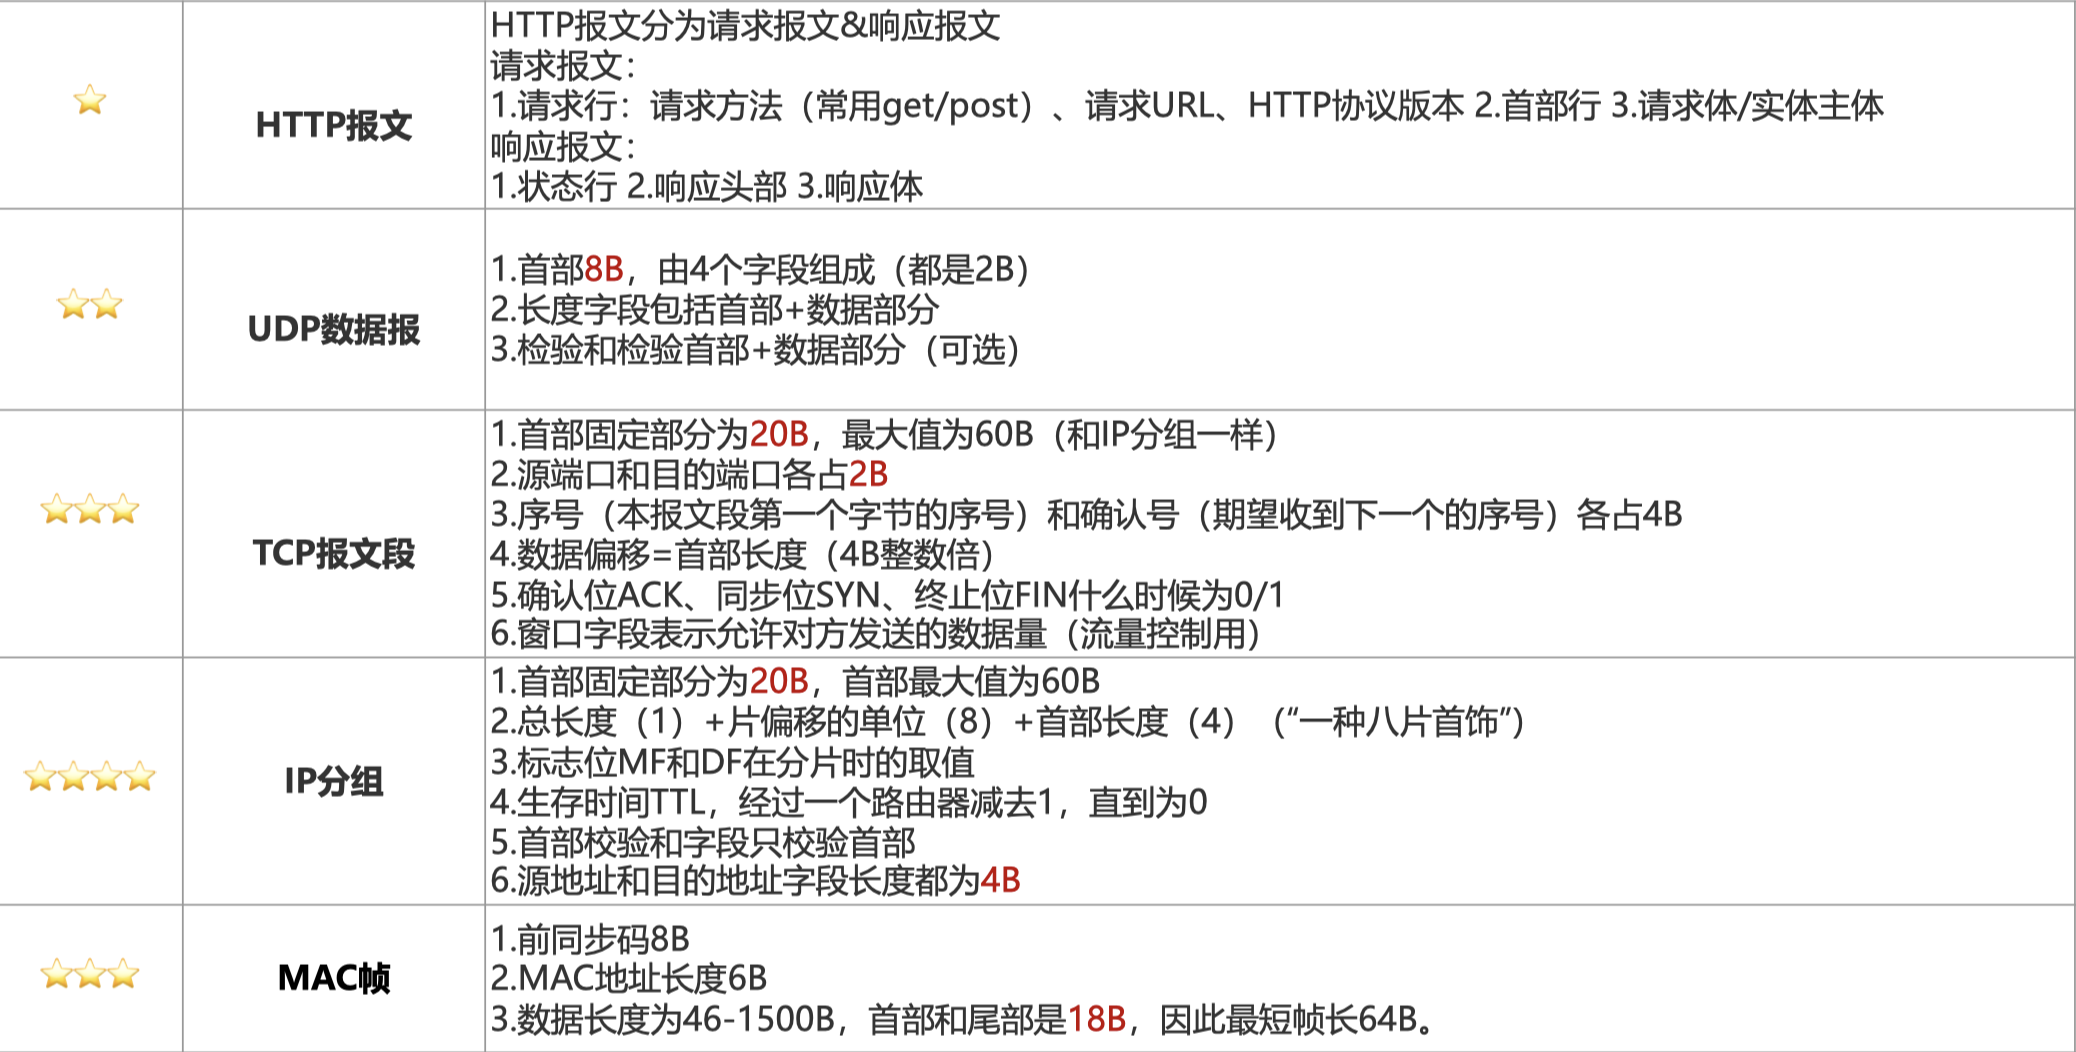 HTTP报文分为请求报文&响应报文
请求报文：
HTTP报文
1.请求行：请求方法（常用get/post）、请求URL、HTTP协议版本 2.首部行 3.请求体/实体主体
响应报文：
1.状态行 2.响应头部 3.响应体
UDP数据报
1.首部8B，由4个字段组成（都是2B）
2.长度字段包括首部+数据部分
3.检验和检验首部+数据部分（可选）
TCP报文段
1.首部固定部分为20B，最大值为60B（和IP分组一样）
2.源端口和目的端口各占2B
3.序号（本报文段第一个字节的序号）和确认号（期望收到下一个的序号）各占4B
4.数据偏移=首部长度（4B整数倍）
5.确认位ACK、同步位SYN、终止位FIN什么时候为0/1
6.窗口字段表示允许对方发送的数据量（流量控制用）
IP分组
1.首部固定部分为20B，首部最大值为60B
2.总长度（1）+片偏移的单位（8）+首部长度（4）（“一种八片首饰”）
3.标志位MF和DF在分片时的取值
4.生存时间TTL，经过一个路由器减去1，直到为0
5.首部校验和字段只校验首部
6.源地址和目的地址字段长度都为4B
MAC帧
1.前同步码8B
2.MAC地址长度6B
3.数据长度为46-1500B，首部和尾部是18B，因此最短帧长64B。